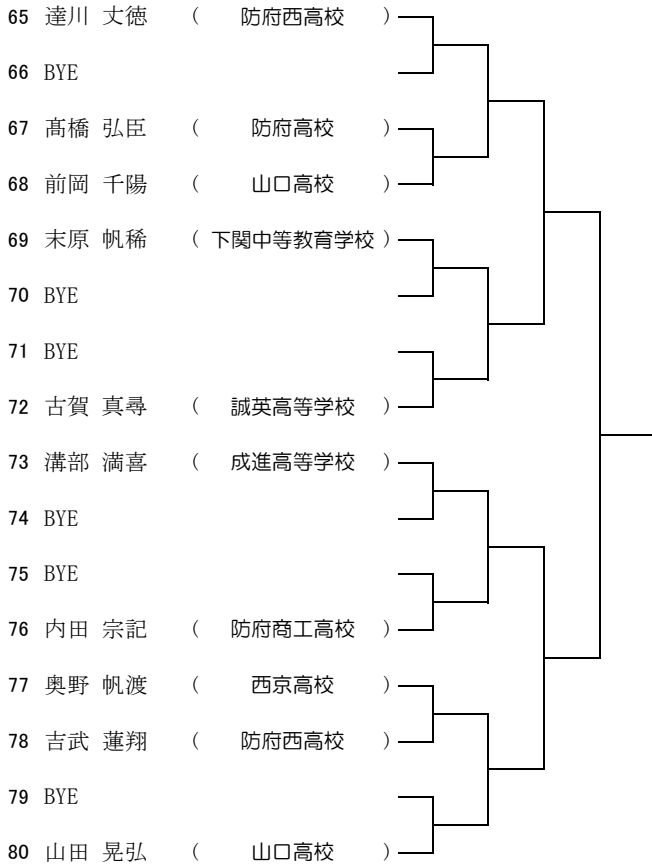 65 達川 丈徳 ( 防府西高校 )
66 BYE
67 髙橋 弘臣 ( 防府高校 )
68 前岡 千陽 ( 山口高校 )
69 末原 帆稀 ( 下関中等教育学校 )
70 BYE
71 BYE
72 古賀 真尋 ( 誠英高等学校 )
73 溝部 満喜 ( 成進高等学校 )
74 BYE
75 BYE
76 内田 宗記 ( 防府商工高校 )
77 奥野 帆渡 ( 西京高校 )
78 吉武 蓮翔 ( 防府西高校 )
79 BYE
80 山田 晃弘 ( 山口高校 )